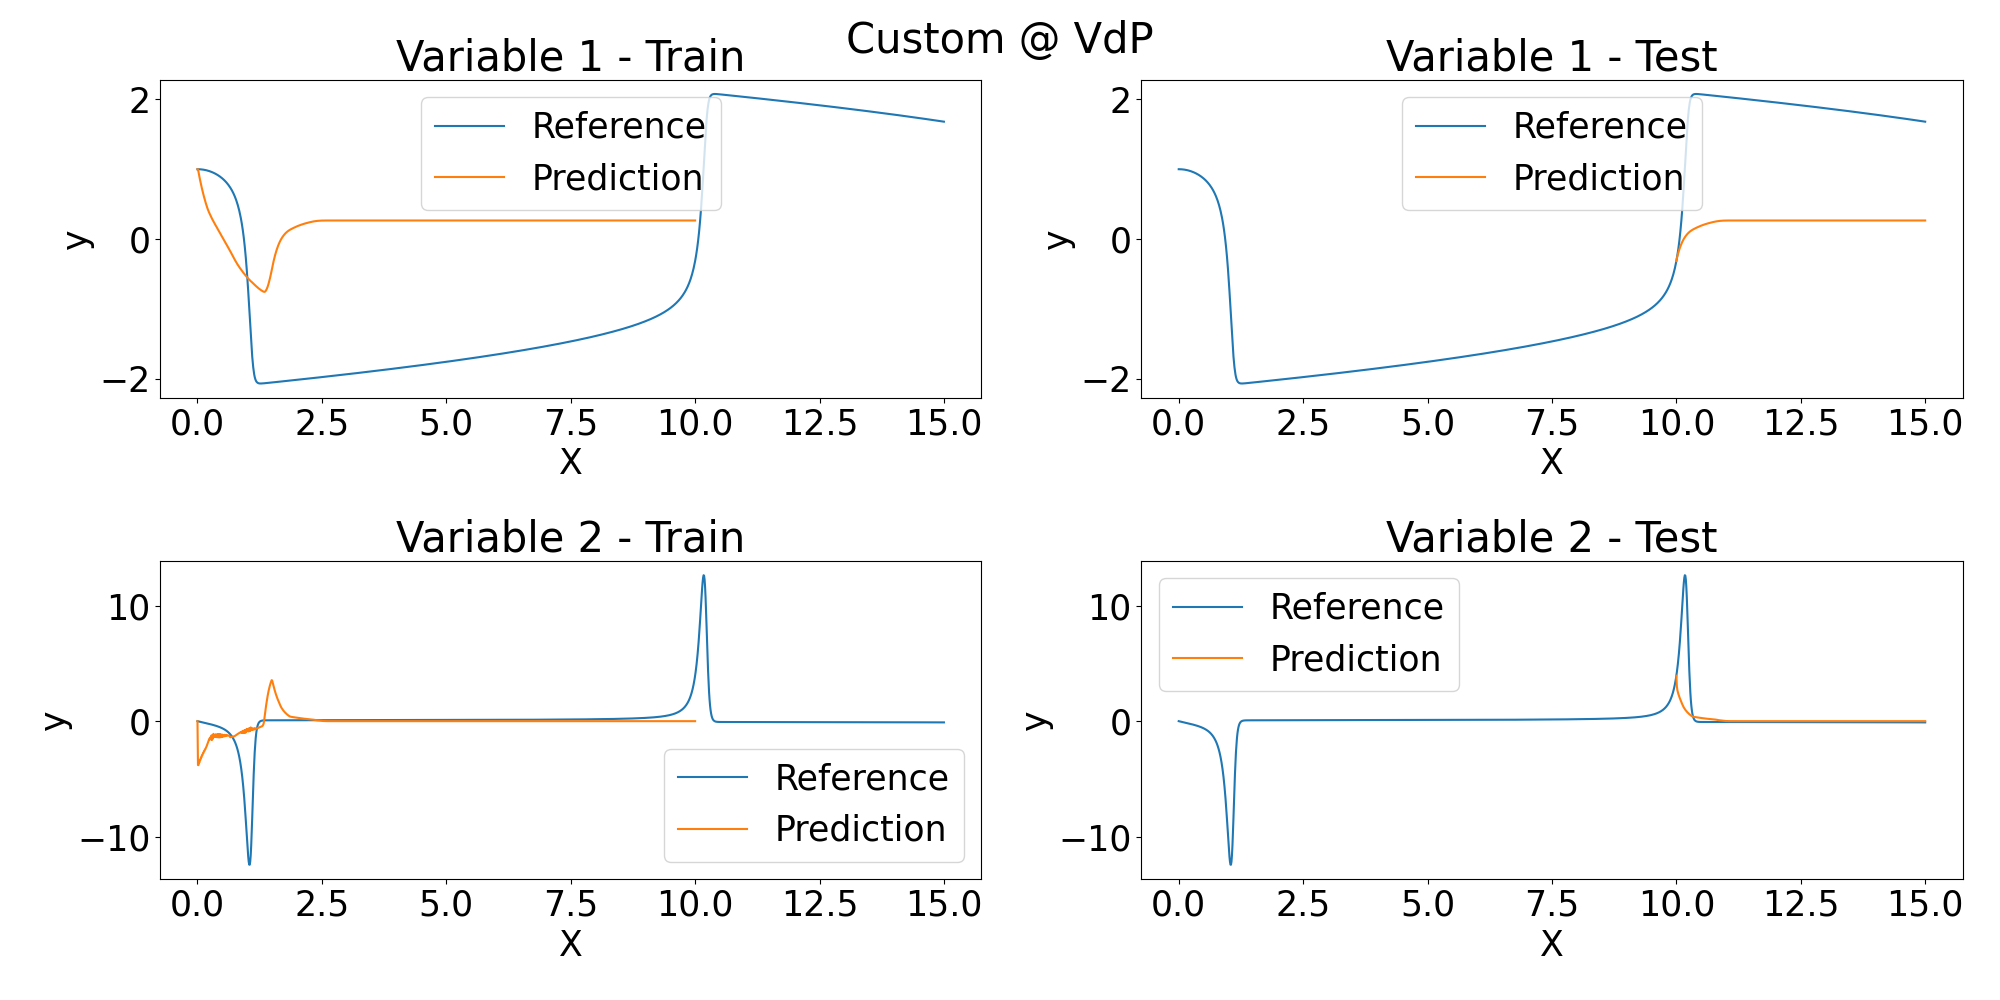 Custom @ VdP
Variable 1 - Train
2
0
−2
y
Reference
Prediction
0.0 2.5 5.0 7.5 10.0 12.5 15.0
X
Variable 1 - Test
2
0
−2
y
Reference
Prediction
0.0 2.5 5.0 7.5 10.0 12.5 15.0
X
Variable 2 - Train
10
0
−10
y
Reference
Prediction
0.0 2.5 5.0 7.5 10.0 12.5 15.0
X
Variable 2 - Test
10
0
−10
y
Reference
Prediction
0.0 2.5 5.0 7.5 10.0 12.5 15.0
X